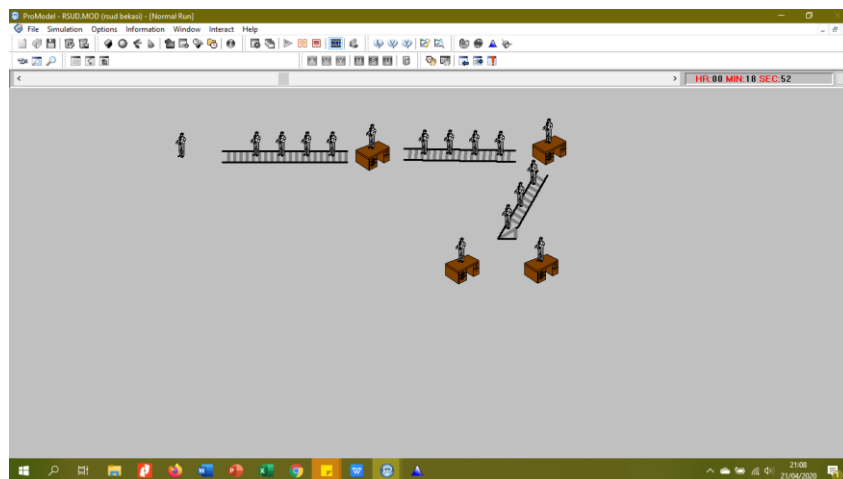 ProModel - RSUD.MOD (rsud bekasi) - [Normal Run]
File Simulation Options Information Window Interact Help
HR:00 MIN:18 SEC:52
21:08
21/04/2020